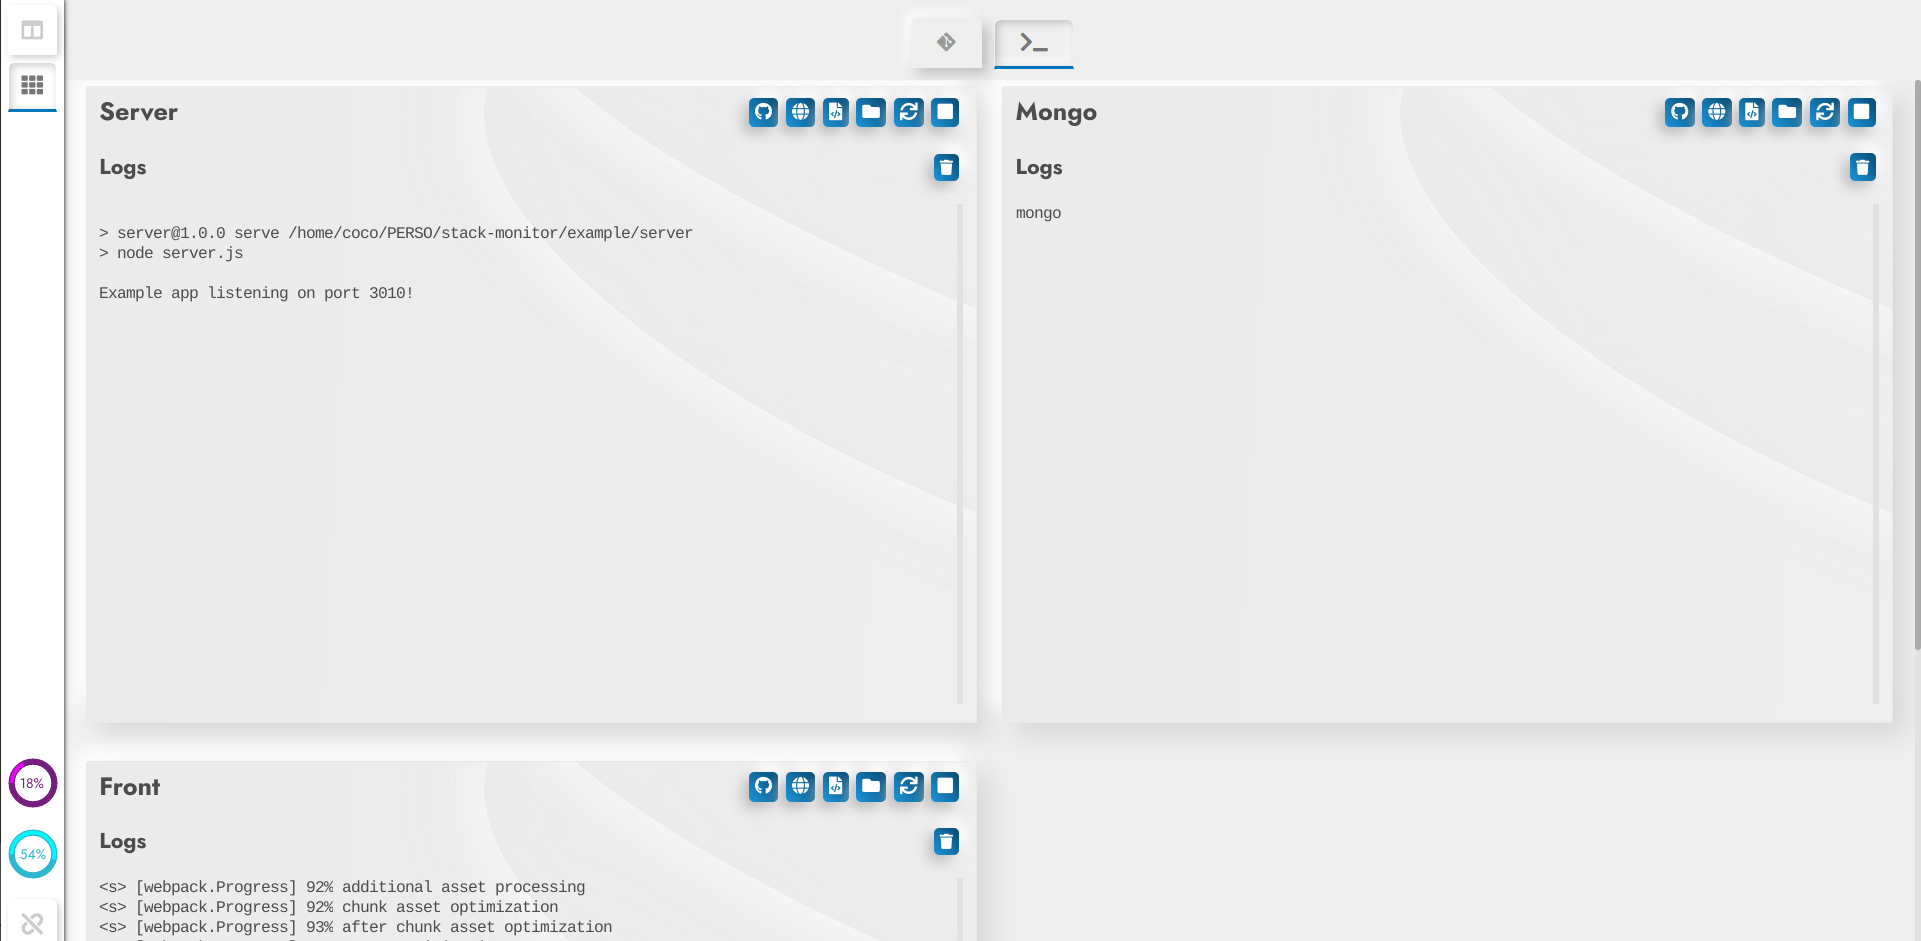 Server
Logs
> server@1.0.0 serve /home/coco/PERSO/stack-monitor/example/server
> node server.js
Example app listening on port 3010!
Mongo
Logs
mongo
Front
Logs
<s> [webpack.Progress] 92% additional asset processing
<s> [webpack.Progress] 92% chunk asset optimization
<s> [webpack.Progress] 93% after chunk asset optimization
18%
54%